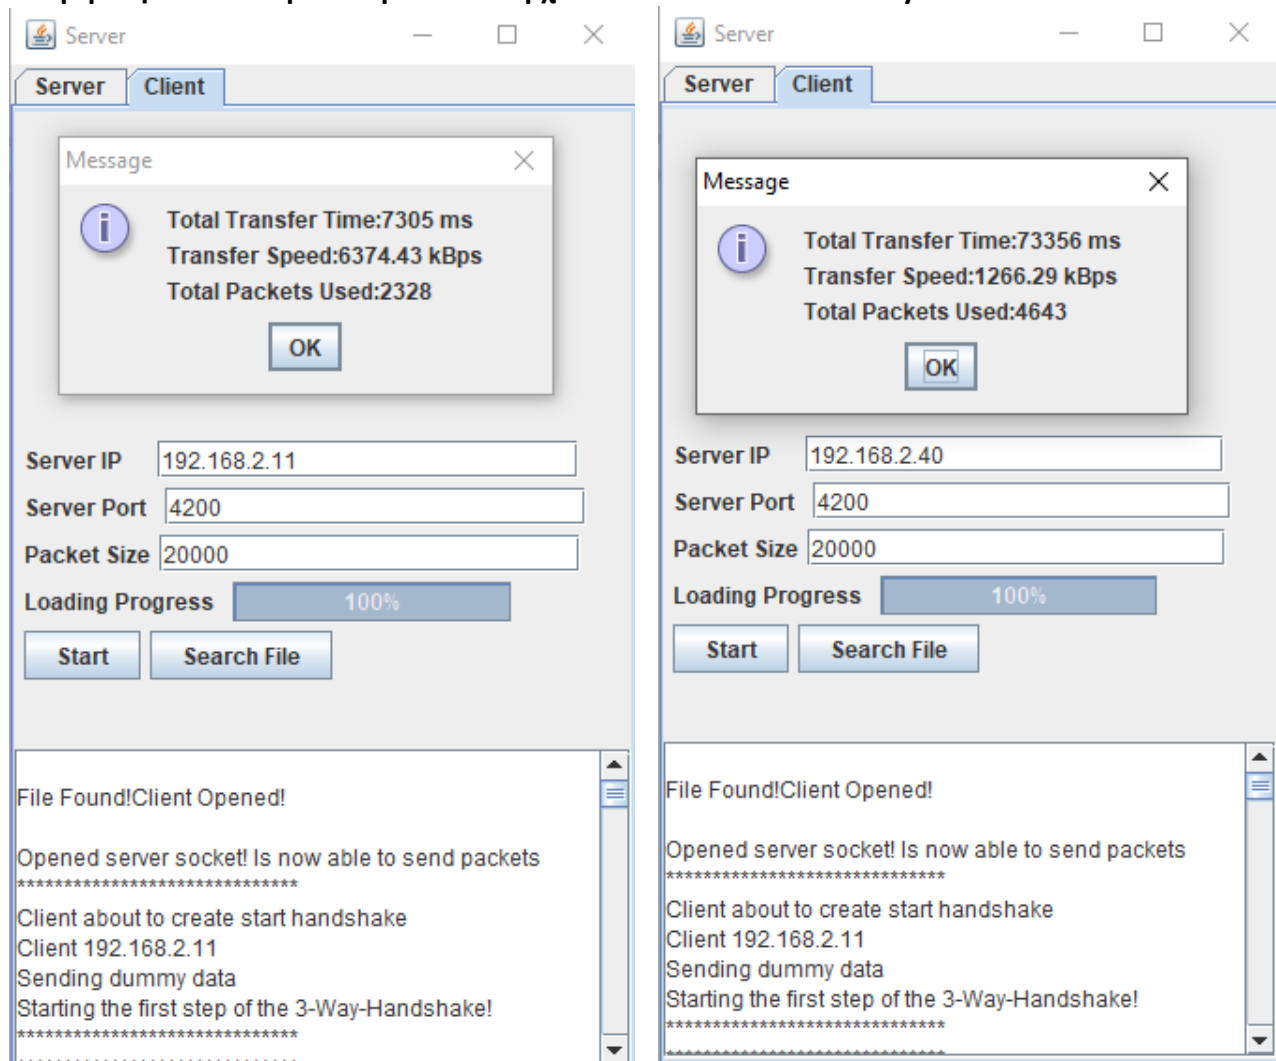 Server
Server Client
Message
Total Transfer Time:7305 ms
Transfer Speed:6374.43 kBps
Total Packets Used:2328
OK
Server IP 192.168.2.11
Server Port 4200
Packet Size 20000
Loading Progress 100%
Start Search File
File Found!Client Opened!
Opened server socket! Is now able to send packets
******************************
Client about to create start handshake
Client 192.168.2.11
Sending dummy data
Starting the first step of the 3-Way-Handshake!
******************************
Server
Server Client
Message
Total Transfer Time:73356 ms
Transfer Speed:1266.29 kBps
Total Packets Used:4643
OK
Server IP 192.168.2.40
Server Port 4200
Packet Size 20000
Loading Progress 100%
Start Search File
File Found!Client Opened!
Opened server socket! Is now able to send packets
******************************
Client about to create start handshake
Client 192.168.2.11
Sending dummy data
Starting the first step of the 3-Way-Handshake!
******************************
******************************